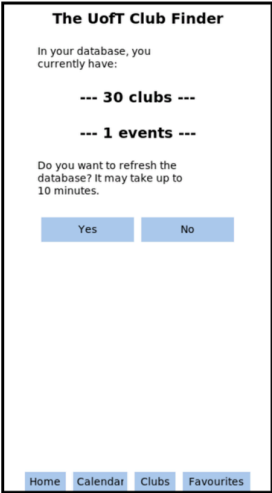 The UofT Club Finder
In your database, you
currently have:
--- 30 clubs ---
--- 1 events ---
Do you want to refresh the
database? It may take up to
10 minutes.
Yes No
Home Calendar Clubs Favourites